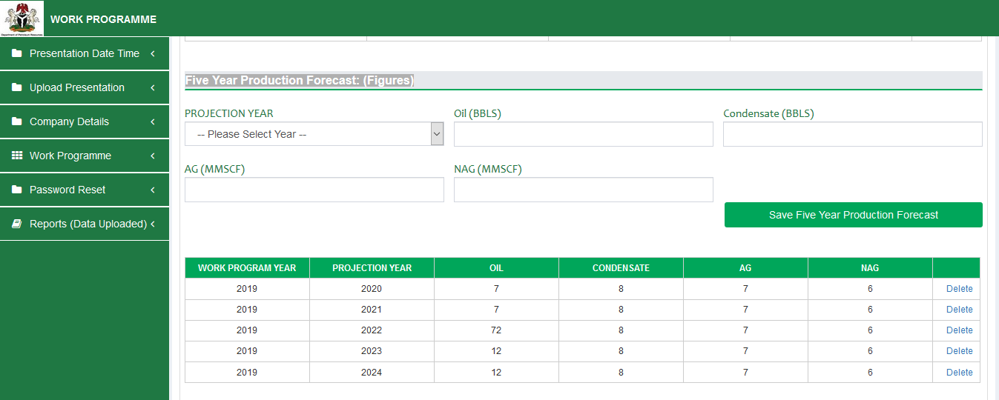 WORK PROGRAMME
Department of Petroleum Resources
Presentation Date Time
Upload Presentation
Company Details
Work Programme
Password Reset
Reports (Data Uploaded)
Five Year Production Forecast: (Figures)
PROJECTION YEAR Oil (BBLS) Condensate (BBLS)
-- Please Select Year --
AG (MMSCF) NAG (MMSCF)
Save Five Year Production Forecast
WORK PROGRAM YEAR PROJECTION YEAR OIL CONDENSATE AG NAG
2019 2020 7 8 7 6 Delete
2019 2021 7 8 7 6 Delete
2019 2022 72 8 7 6 Delete
2019 2023 12 8 7 6 Delete
2019 2024 12 8 7 6 Delete